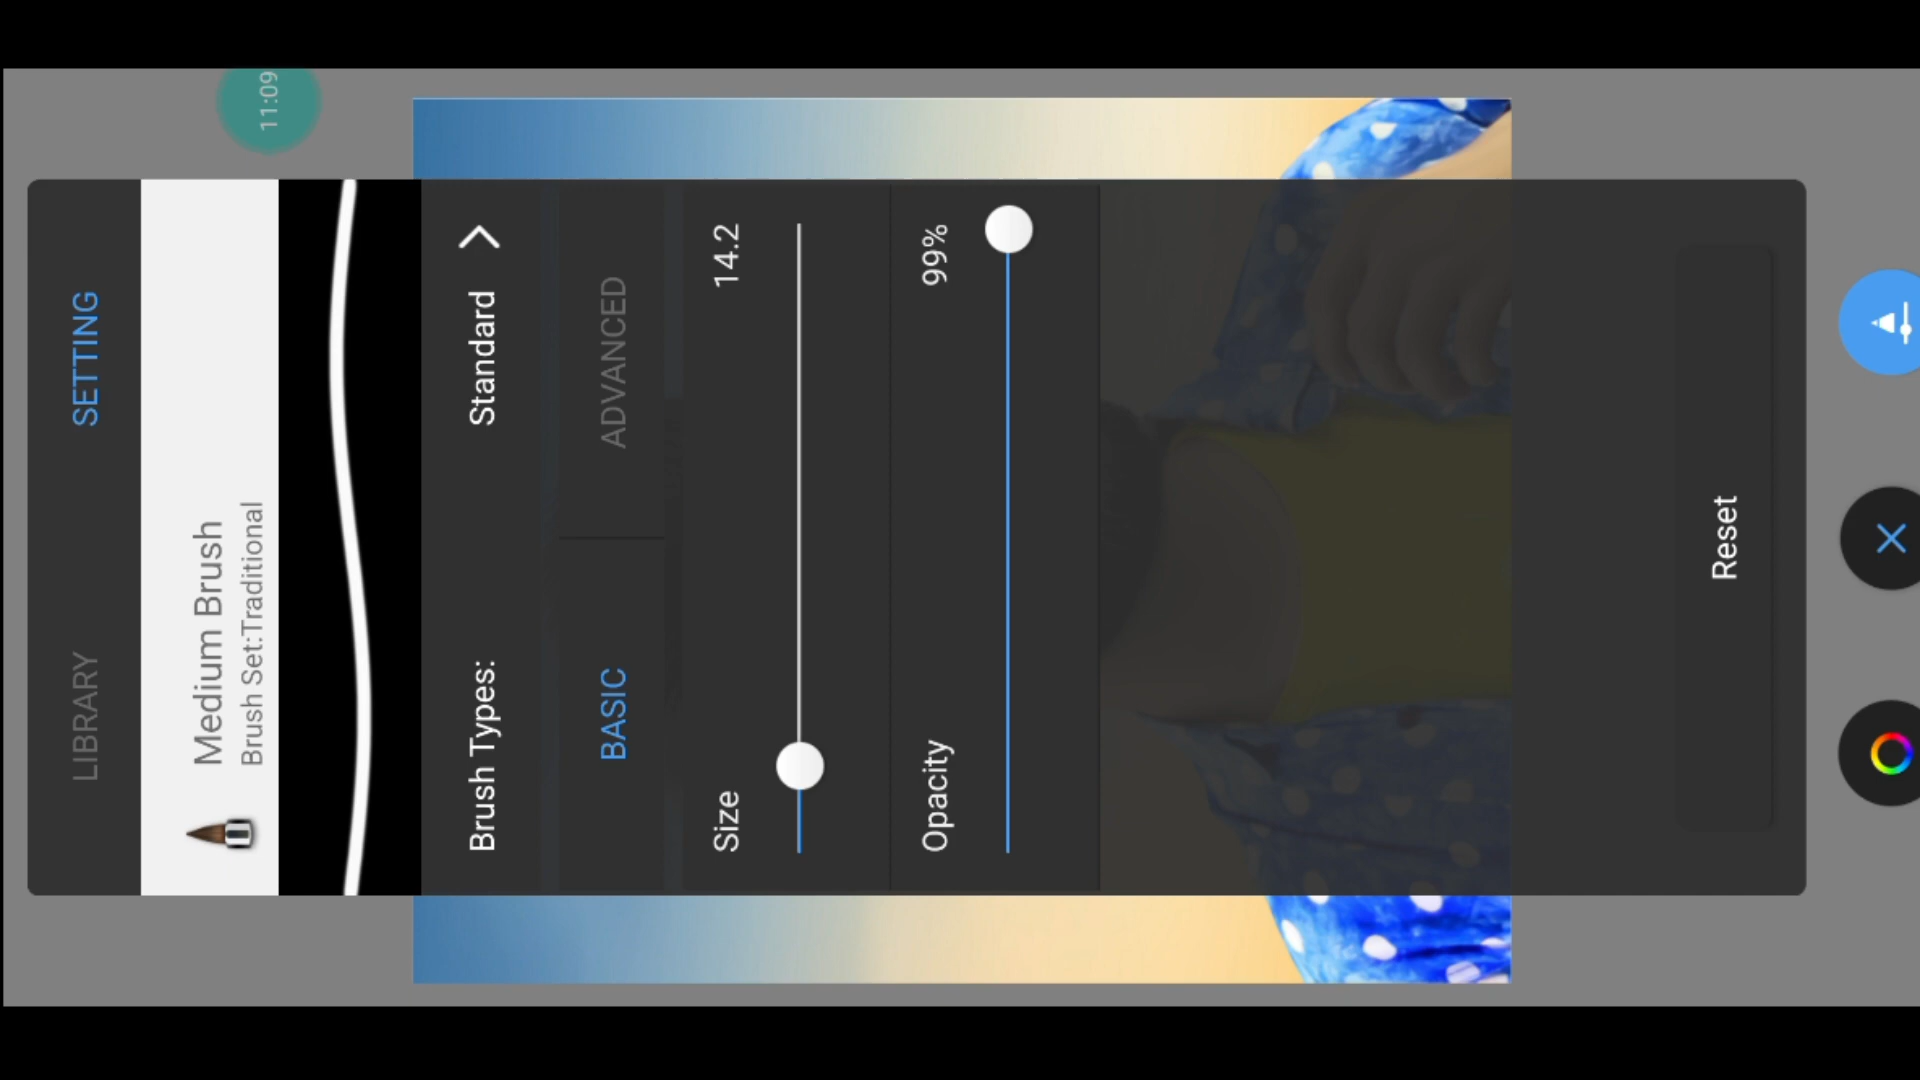 11:09
LIBRARY SETTING
Medium Brush
Brush Set:Traditional
Brush Types: Standard
BASIC ADVANCED
Size 14.2
Opacity 99%
Reset